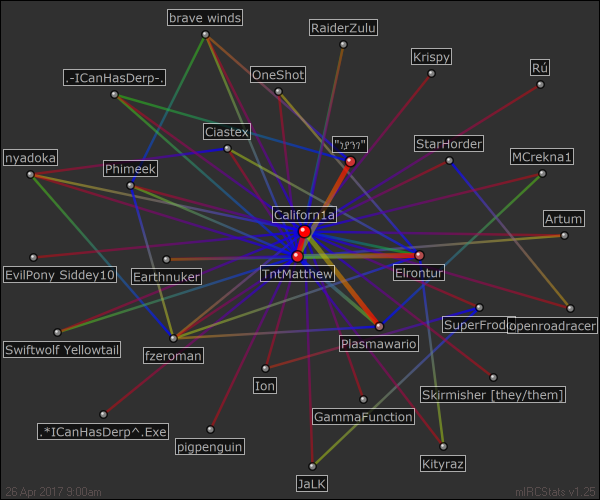 brave winds
RaiderZulu
Krispy
Rú
.-ICanHasDerp-.
OneShot
Ciastex
StarHorder
MCrekna1
nyadoka
Phimeek
Californ1a
Artum
EvilPony Siddey10
Earthnuker
TntMatthew
Elrontur
Swiftwolf Yellowtail
fzeroman
Plasmawario
openroadracer
Ion
Skirmisher [they/them]
GammaFunction
.*ICanHasDerp^.Exe
pigpenguin
Kityraz
JaLK
26 Apr 2017 9:00am
mIRCStats v1.25